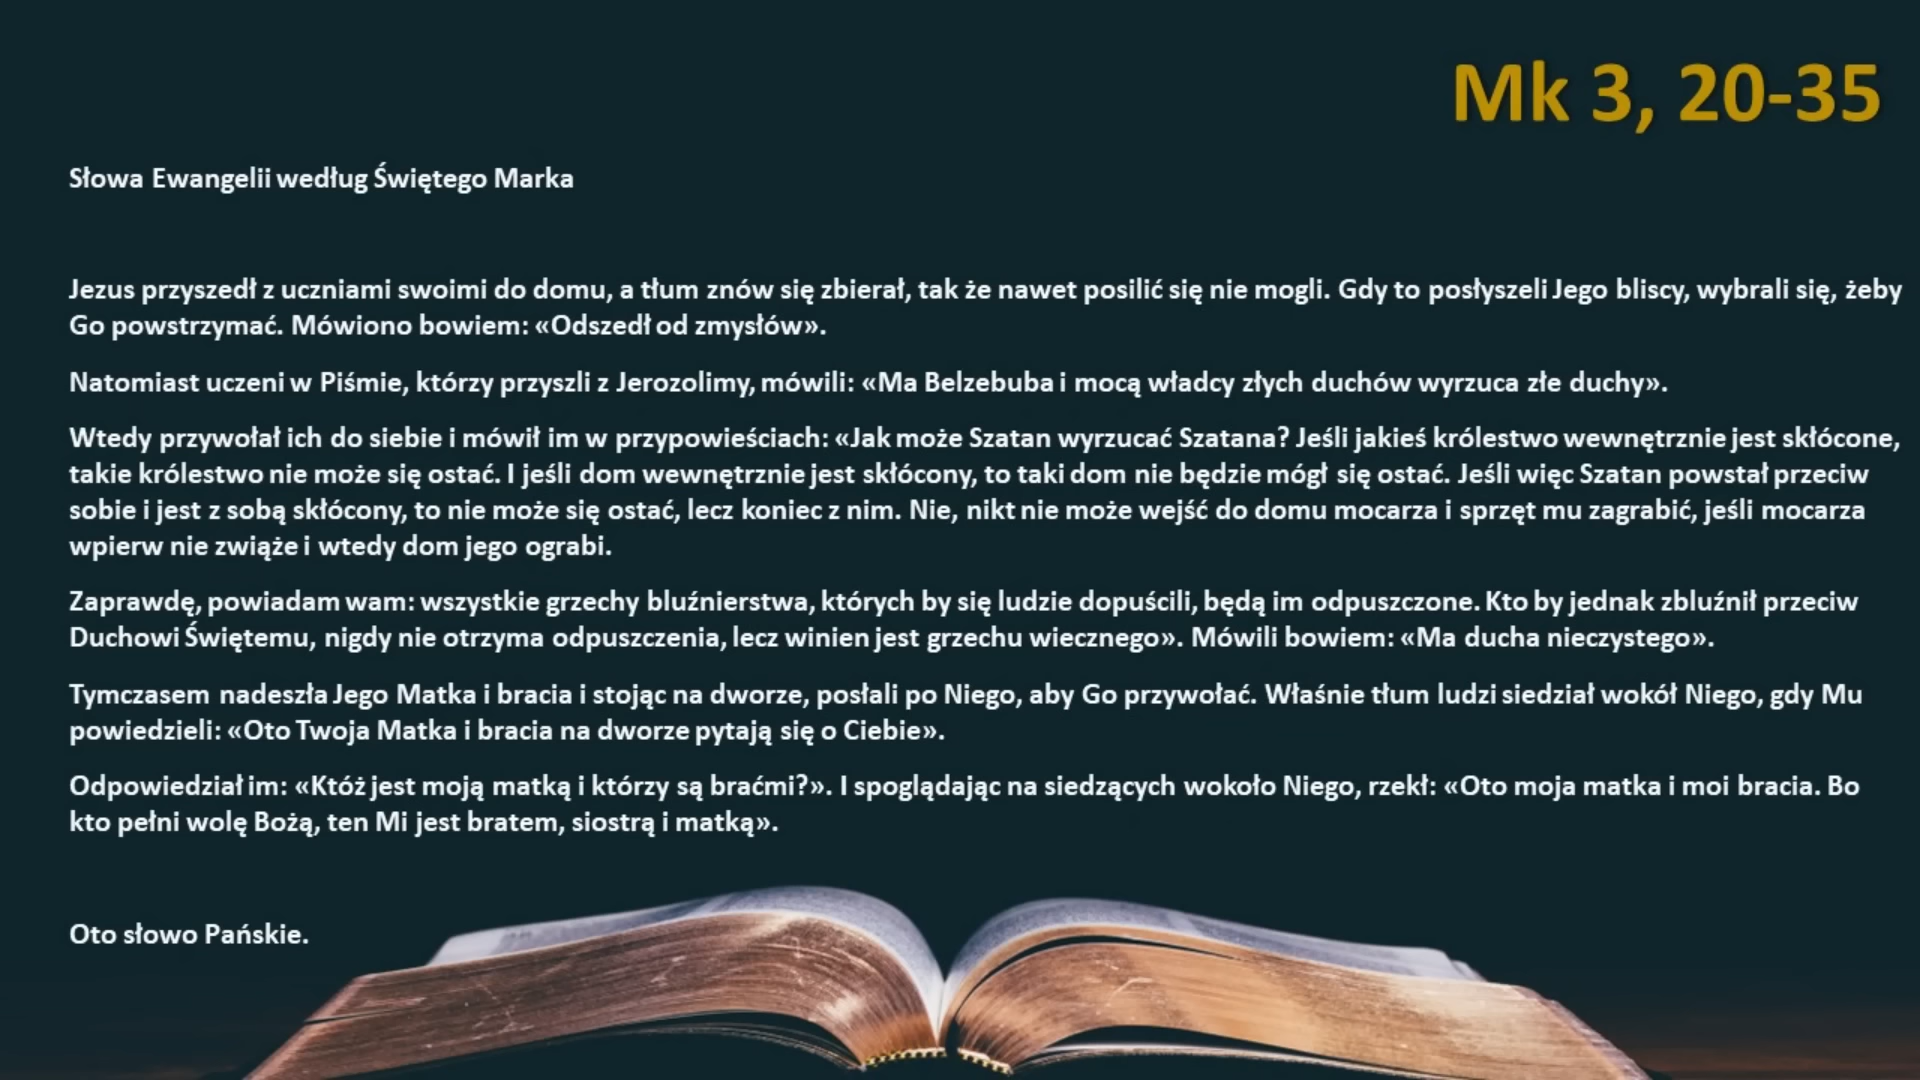 Mk 3, 20-35
Słowa Ewangelii według Świętego Marka
Jezus przyszedł z uczniami swoimi do domu, a tłum znów się zbierał, tak że nawet posilić się nie mogli. Gdy to posłyszeli Jego bliscy, wybrali się, żeby
Go powstrzymać. Mówiono bowiem: «Odszedł od zmysłów».
Natomiast uczeni w Piśmie, którzy przyszli z Jerozolimy, mówili: «Ma Belzebuba i mocą władcy złych duchów wyrzuca złe duchy».
Wtedy przywołał ich do siebie i mówił im w przypowieściach: «Jak może Szatan wyrzucać Szatana? Jeśli jakieś królestwo wewnętrznie jest skłócone,
takie królestwo nie może się ostać. I jeśli dom wewnętrznie jest skłócony, to taki dom nie będzie mógł się ostać. Jeśli więc Szatan powstał przeciw
sobie i jest z sobą skłócony, to nie może się ostać, lecz koniec z nim. Nie, nikt nie może wejść do domu mocarza i sprzęt mu zagrabić, jeśli mocarza
wpierw nie zwiąże i wtedy dom jego ograbi.
Zaprawdę, powiadam wam: wszystkie grzechy bluźnierstwa, których by się ludzie dopuścili, będą im odpuszczone. Kto by jednak zbluźnił przeciw
Duchowi Świętemu, nigdy nie otrzyma odpuszczenia, lecz winien jest grzechu wiecznego». Mówili bowiem: «Ma ducha nieczystego».
Tymczasem nadeszła Jego Matka i bracia i stojąc na dworze, posłali po Niego, aby Go przywołać. Właśnie tłum ludzi siedział wokół Niego, gdy Mu
powiedzieli: «Oto Twoja Matka i bracia na dworze pytają się o Ciebie».
Odpowiedział im: «Któż jest moją matką i którzy są braćmi?». I spoglądając na siedzących wokoło Niego, rzekł: «Oto moja matka i moi bracia. Bo
kto pełni wolę Bożą, ten Mi jest bratem, siostrą i matką».
Oto słowo Pańskie.